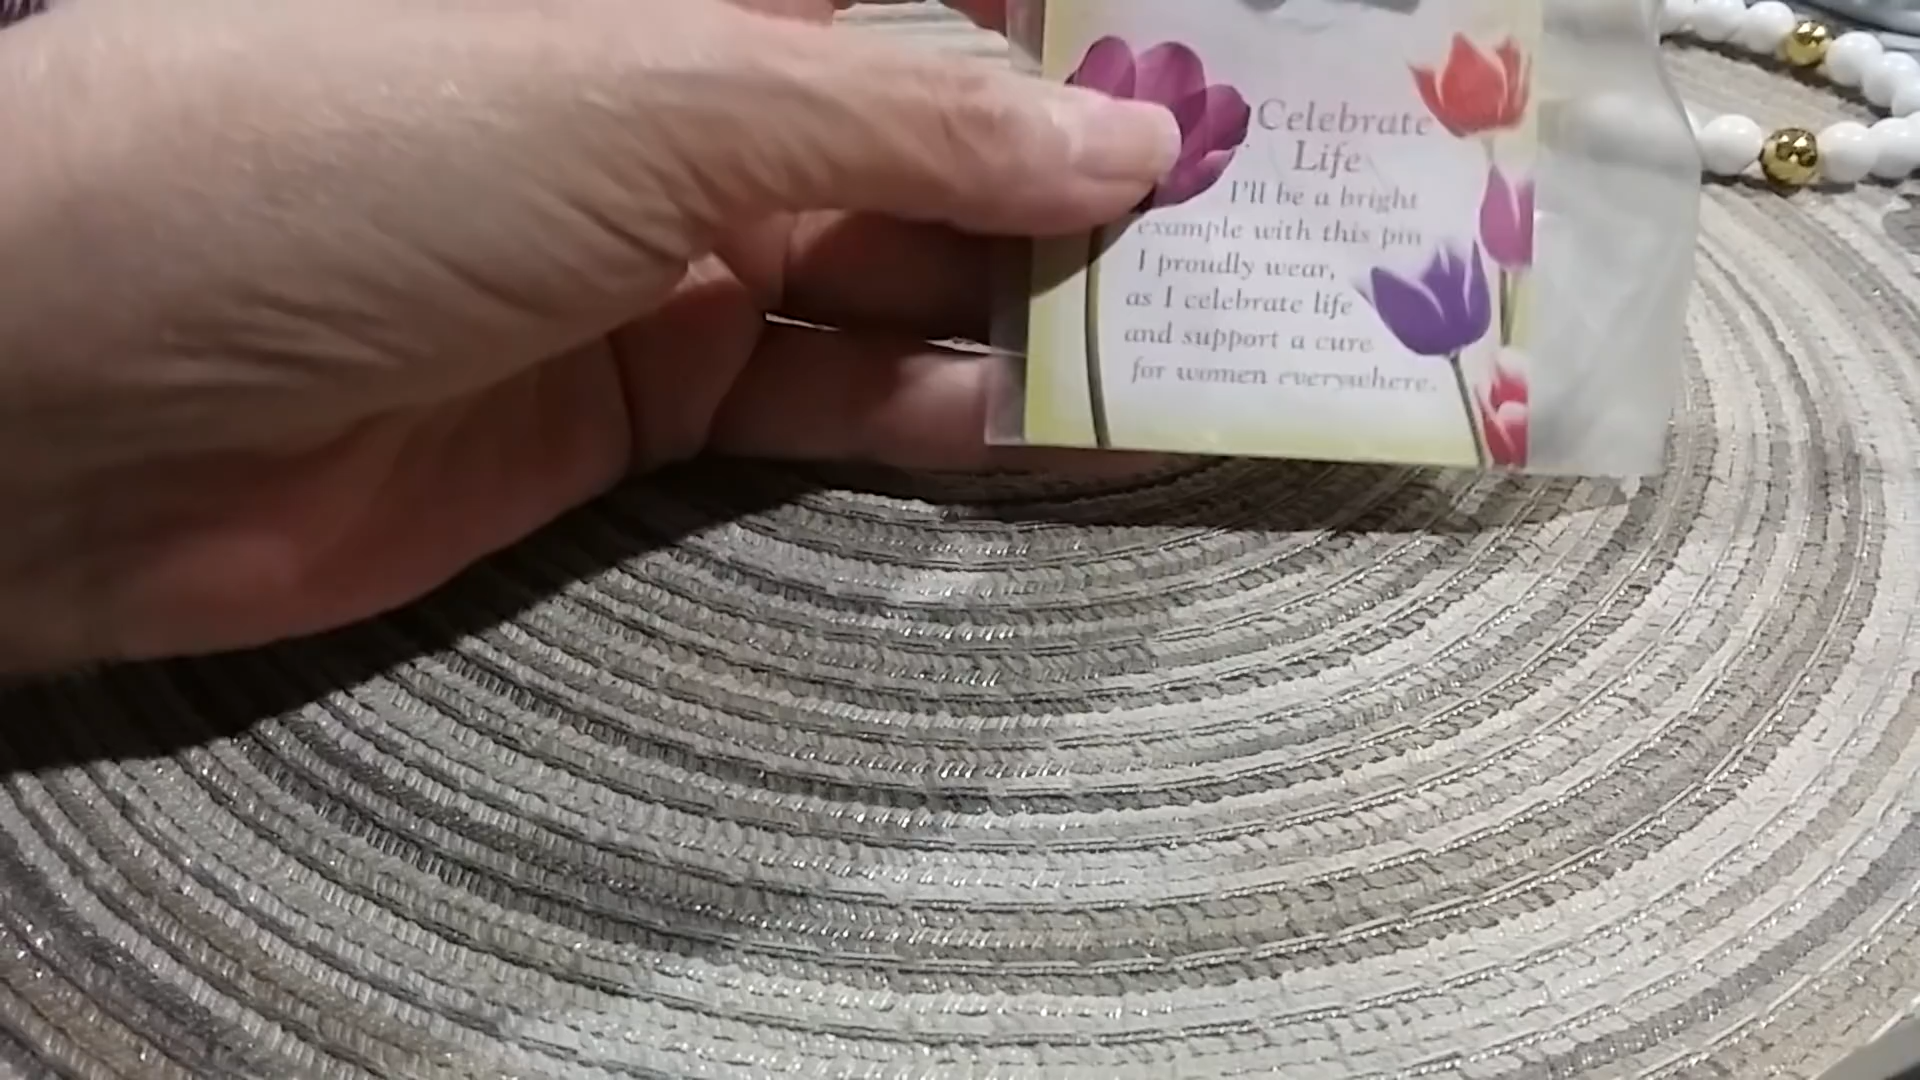 Celebrate
Life
I'll be a bright
example with this pin
I proudly wear,
as I celebrate life
and support a cure
for women everywhere.